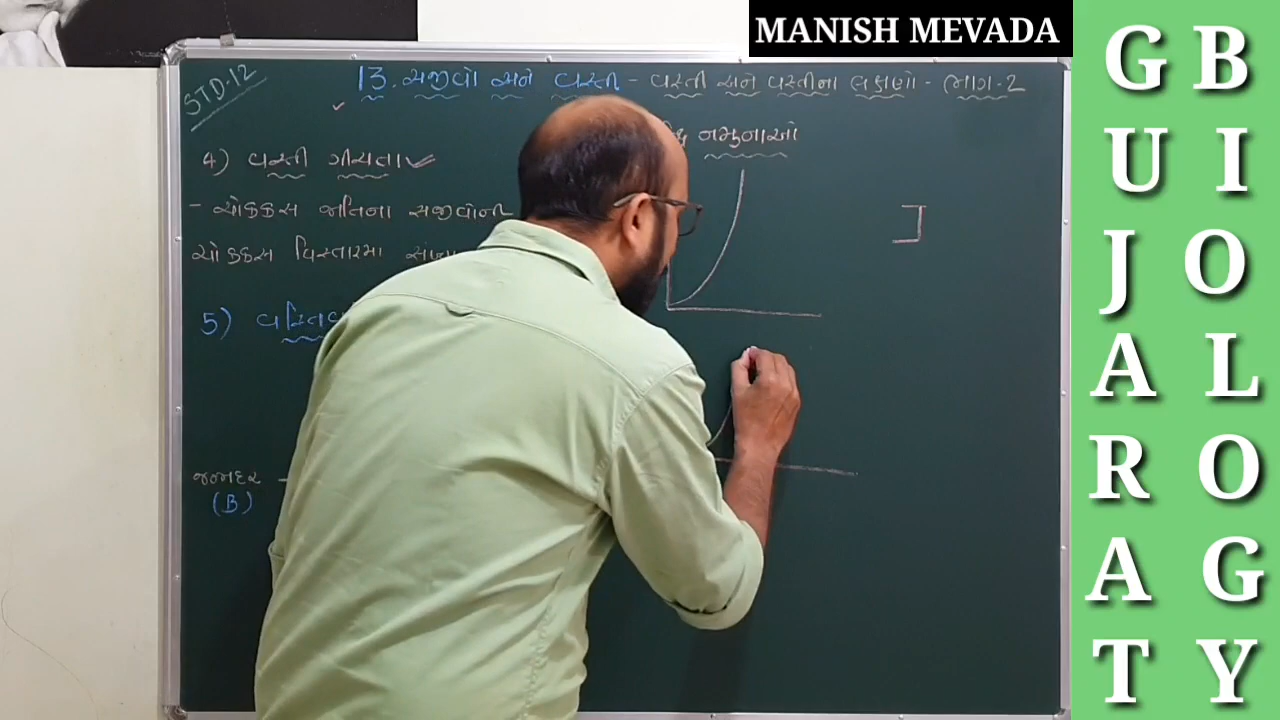 MANISH MEVADA
GUJARAT
BIOLOGY
STD-12
13. સજીવો અને વસ્તી - વસ્તી અને વસ્તીના લક્ષણો - ભાગ-2
નમુનાઓ
4) વસ્તી ગીચતા
- ચોક્કસ જાતિના સજીવોની
ચોક્કસ વિસ્તારમા
5)
જન્મદર
(B)